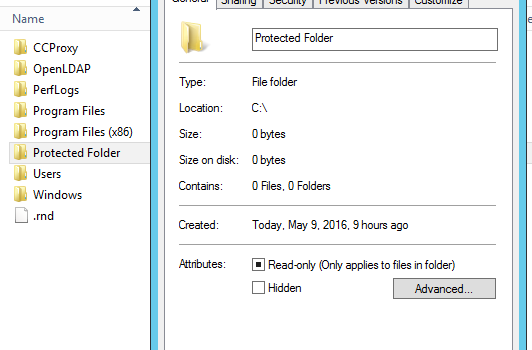 Name
CCProxy
OpenLDAP
PerfLogs
Program Files
Program Files (x86)
Protected Folder
Users
Windows
.rnd
General Sharing Security Previous Versions Customize
Protected Folder
Type: File folder
Location: C:\
Size: 0 bytes
Size on disk: 0 bytes
Contains: 0 Files, 0 Folders
Created: Today, May 9, 2016, 9 hours ago
Attributes: Read-only (Only applies to files in folder)
Hidden
Advanced...